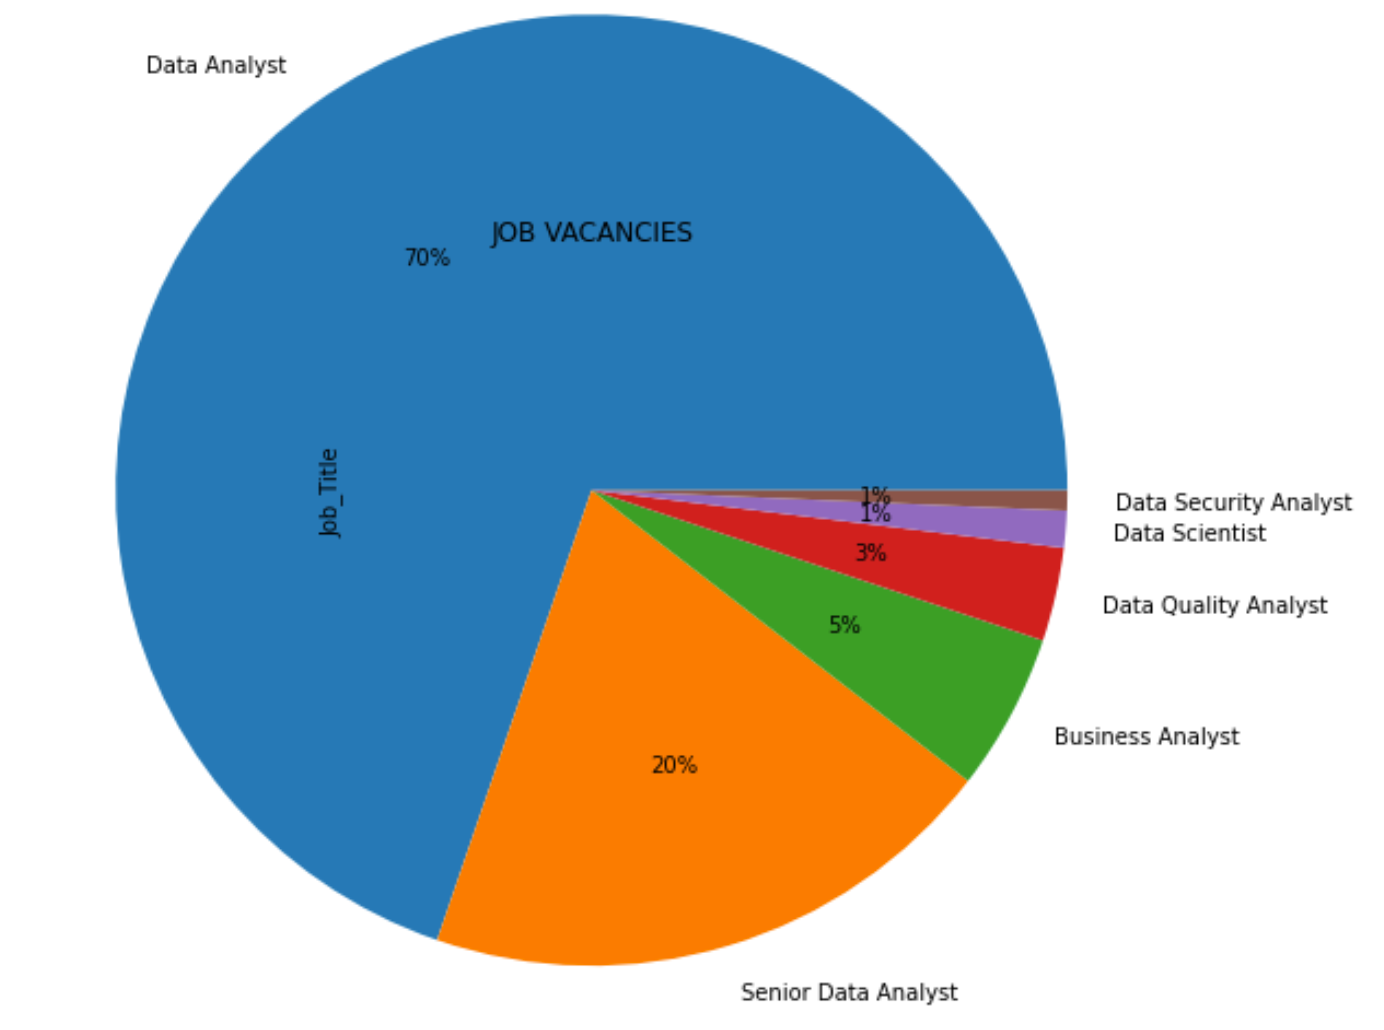 Data Analyst
JOB VACANCIES
70%
Job_Title
1%
Data Security Analyst
1%
Data Scientist
3%
Data Quality Analyst
5%
Business Analyst
20%
Senior Data Analyst